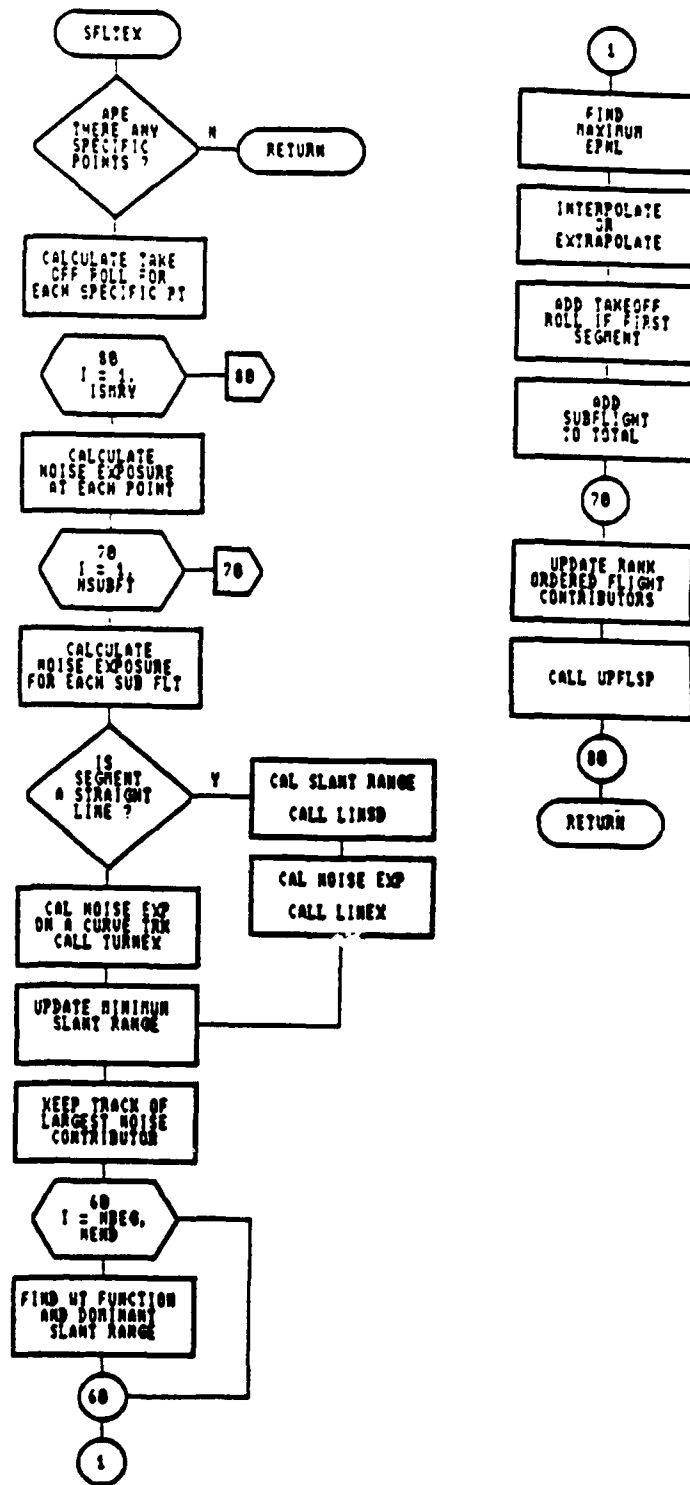 SFLTEX
ARE
THERE ANY
SPECIFIC
POINTS ?
N
RETURN
CALCULATE TAKE
OFF ROLL FOR
EACH SPECIFIC PT
80
I = 1,
ISMRY
80
CALCULATE
NOISE EXPOSURE
AT EACH POINT
70
I = 1,
NSUBFT
70
CALCULATE
NOISE EXPOSURE
FOR EACH SUB FLT
IS
SEGMENT
A STRAIGHT
LINE ?
Y
CAL SLANT RANGE
CALL LINSD
CAL NOISE EXP
CALL LINEX
CAL NOISE EXP
ON A CURVE TRK
CALL TURNEX
UPDATE MINIMUM
SLANT RANGE
KEEP TRACK OF
LARGEST NOISE
CONTRIBUTOR
60
I = NBEG,
NEND
FIND WT FUNCTION
AND DOMINANT
SLANT RANGE
60
1
1
FIND
MAXIMUM
EPNL
INTERPOLATE
OR
EXTRAPOLATE
ADD TAKEOFF
ROLL IF FIRST
SEGMENT
ADD
SUBFLIGHT
TO TOTAL
70
UPDATE RANK
ORDERED FLIGHT
CONTRIBUTORS
CALL UPFLSP
80
RETURN